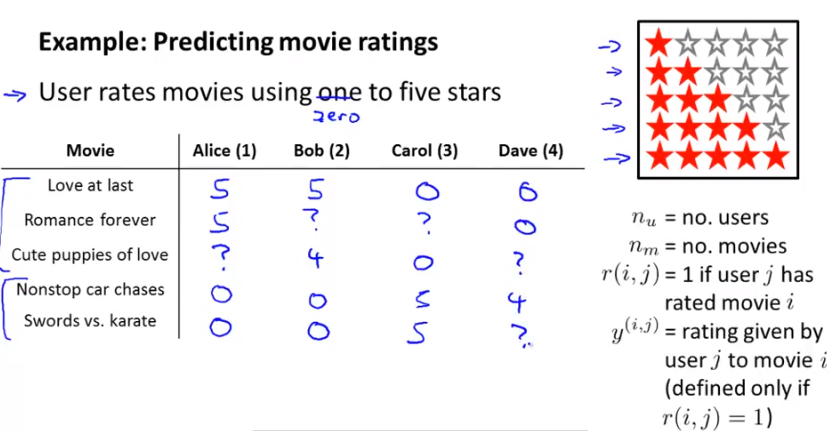 Example: Predicting movie ratings
→ User rates movies using one to five stars
zero
Movie Alice (1) Bob (2) Carol (3) Dave (4)
Love at last 5 5 0 0
Romance forever 5 ? ? 0
Cute puppies of love ? 4 0 ?
Nonstop car chases 0 0 5 4
Swords vs. karate 0 0 5 ?
n_u = no. users
n_m = no. movies
r(i, j) = 1 if user j has
rated movie i
y^(i,j) = rating given by
user j to movie i
(defined only if
r(i, j) = 1)